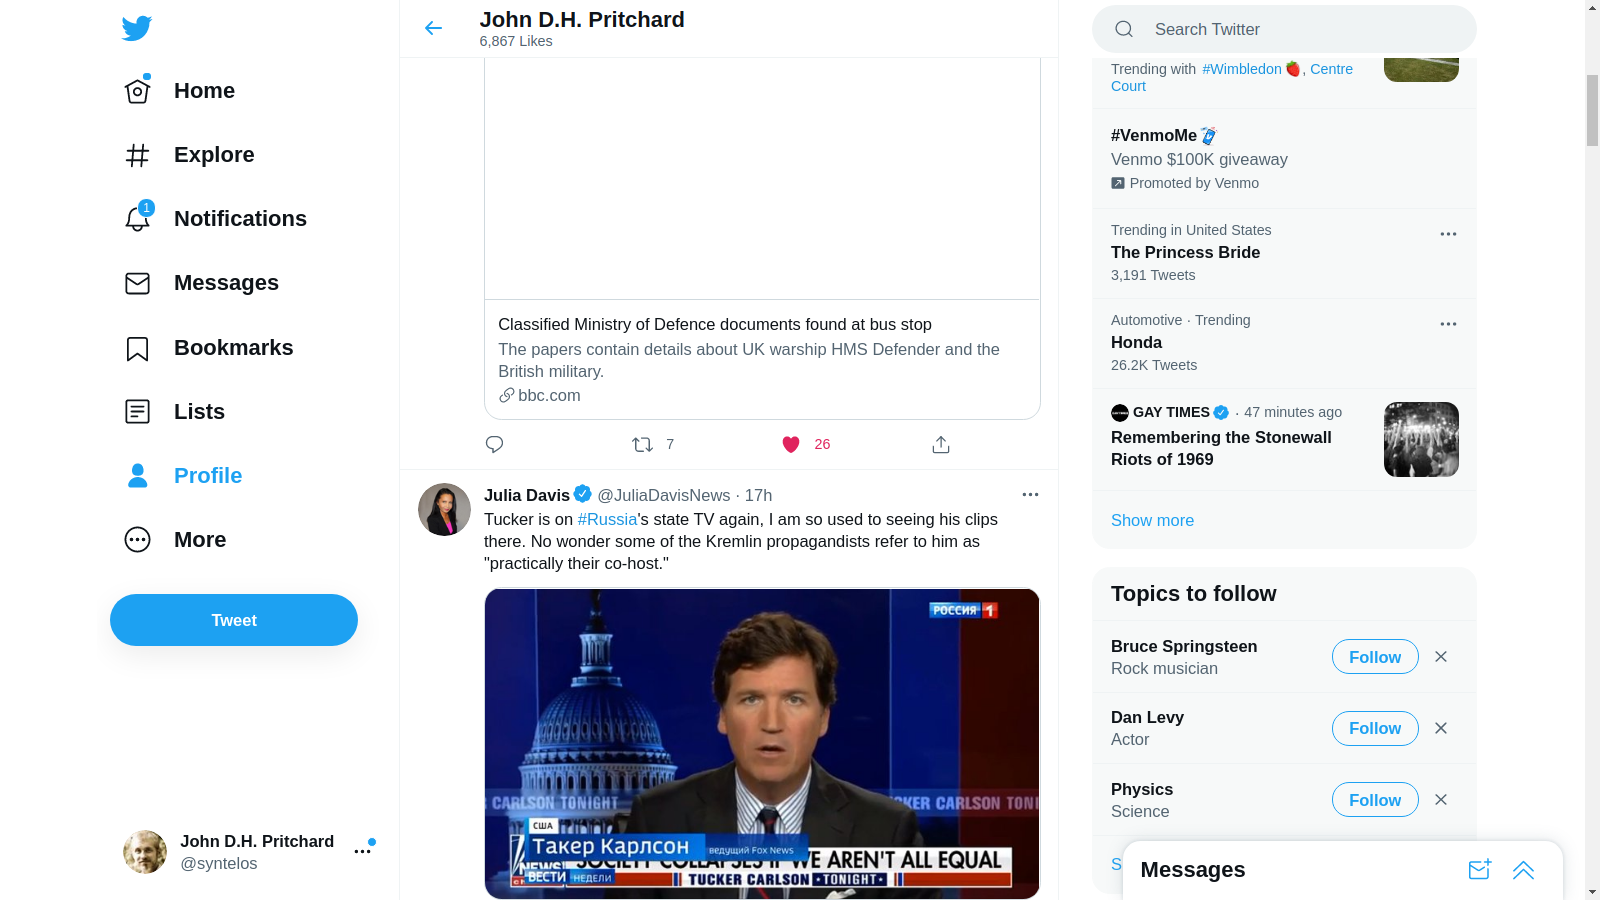 Home
Explore
1
Notifications
Messages
Bookmarks
Lists
Profile
More
Tweet
John D.H. Pritchard
@syntelos
John D.H. Pritchard
6,867 Likes
Classified Ministry of Defence documents found at bus stop
The papers contain details about UK warship HMS Defender and the
British military.
bbc.com
7
26
Julia Davis @JuliaDavisNews · 17h
Tucker is on #Russia's state TV again, I am so used to seeing his clips
there. No wonder some of the Kremlin propagandists refer to him as
"practically their co-host."
РОССИЯ 1
CARLSON TONIGHT
KER CARLSON TONI
США
Такер Карлсон
ведущий Fox News
NEWS
SOCIETY COLLAPSES IF WE AREN'T ALL EQUAL
ВЕСТИ НЕДЕЛИ
TUCKER CARLSON TONIGHT
Search Twitter
Trending with #Wimbledon🍓, Centre
Court
#VenmoMe
Venmo $100K giveaway
Promoted by Venmo
Trending in United States
The Princess Bride
3,191 Tweets
Automotive · Trending
Honda
26.2K Tweets
GAY TIMES · 47 minutes ago
Remembering the Stonewall
Riots of 1969
Show more
Topics to follow
Bruce Springsteen
Rock musician
Follow
Dan Levy
Actor
Follow
Physics
Science
Follow
S
Messages